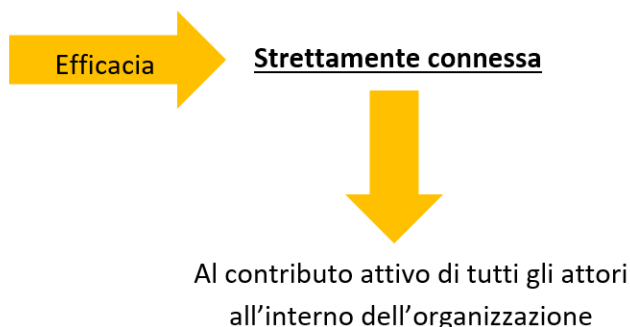 Efficacia
Strettamente connessa
Al contributo attivo di tutti gli attori
all’interno dell’organizzazione